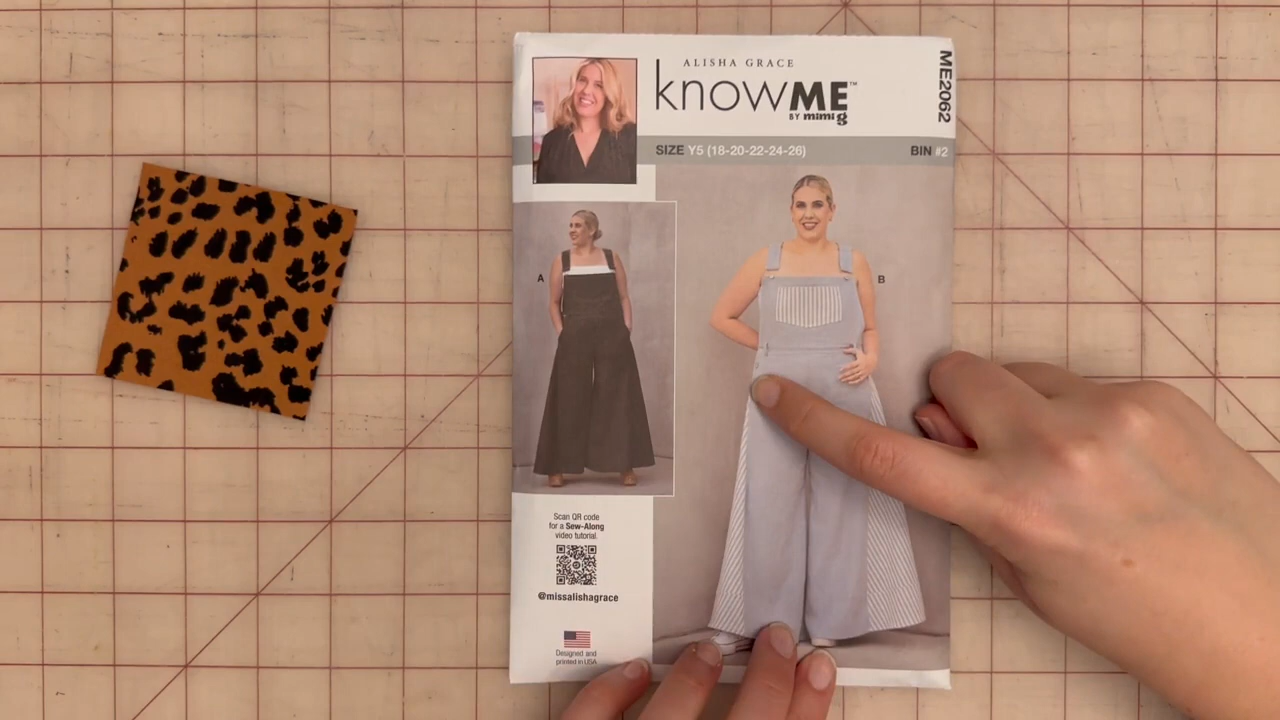 ALISHA GRACE
knowME™
BY mimi g
ME2062
SIZE Y5 (18-20-22-24-26)
BIN #2
A
B
Scan QR code
for a Sew-Along
video tutorial.
@missalishagrace
Designed and
printed in USA